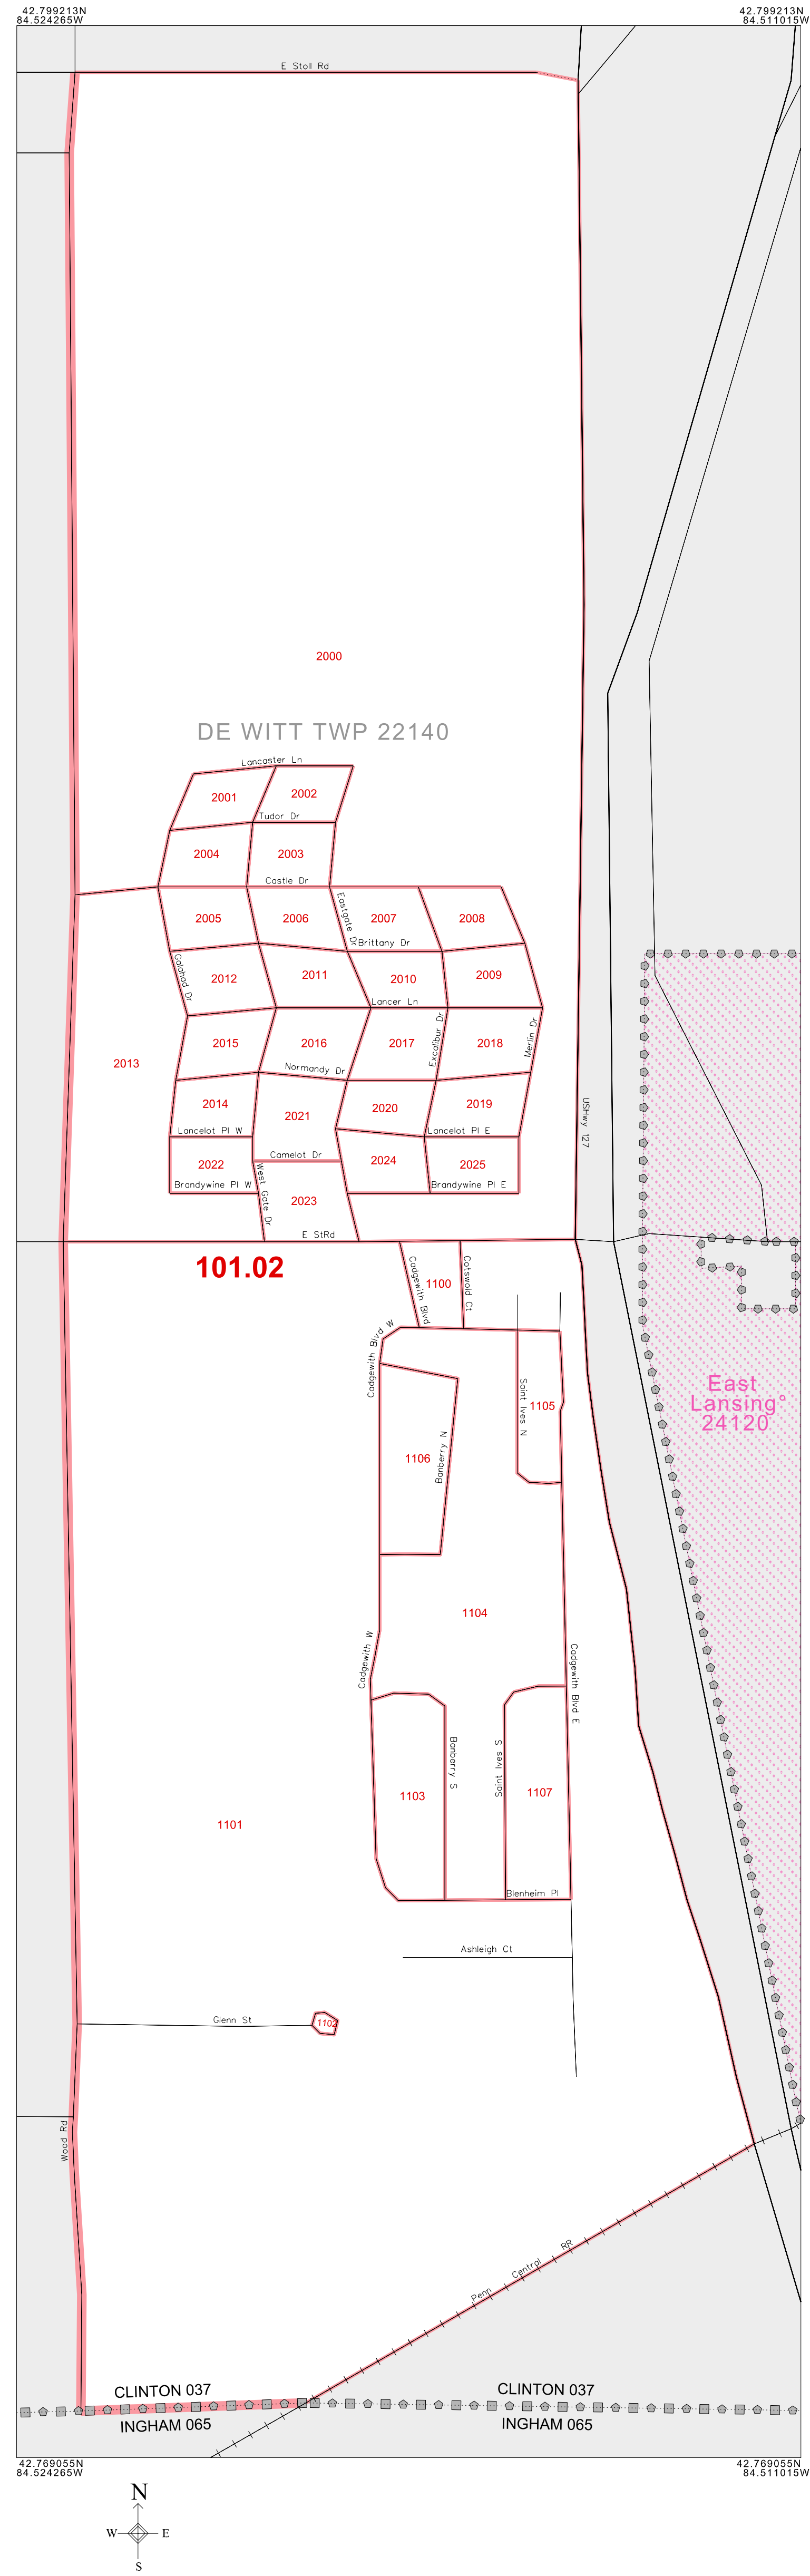 42.799213N
84.524265W
42.799213N
84.511015W
E Stoll Rd
2000
DE WITT TWP 22140
Lancaster Ln
2001
2002
Tudor Dr
2004
2003
Castle Dr
2005
2006
Eastgate Dr
2007
2008
Brittany Dr
Galahad Dr
2012
2011
2010
2009
Lancer Ln
2015
2016
2017
Excalibur Dr
2018
Merlin Dr
2013
Normandy Dr
2014
2021
2020
2019
USHwy 127
Lancelot Pl W
Lancelot Pl E
Camelot Dr
2022
2024
2025
Brandywine Pl W
West Gate Dr
2023
Brandywine Pl E
E StRd
101.02
Cadgewith Blvd
1100
Cotswold Ct
Cadgewith Blvd W
East
Lansing°
24120
Saint Ives N
1105
1106
Banberry N
1104
Cadgewith W
Cadgewith Blvd E
Banberry S
Saint Ives S
1103
1107
1101
Blenheim Pl
Ashleigh Ct
Glenn St
1102
Wood Rd
Penn Central RR
CLINTON 037
CLINTON 037
INGHAM 065
INGHAM 065
42.769055N
84.524265W
42.769055N
84.511015W
N
W
E
S